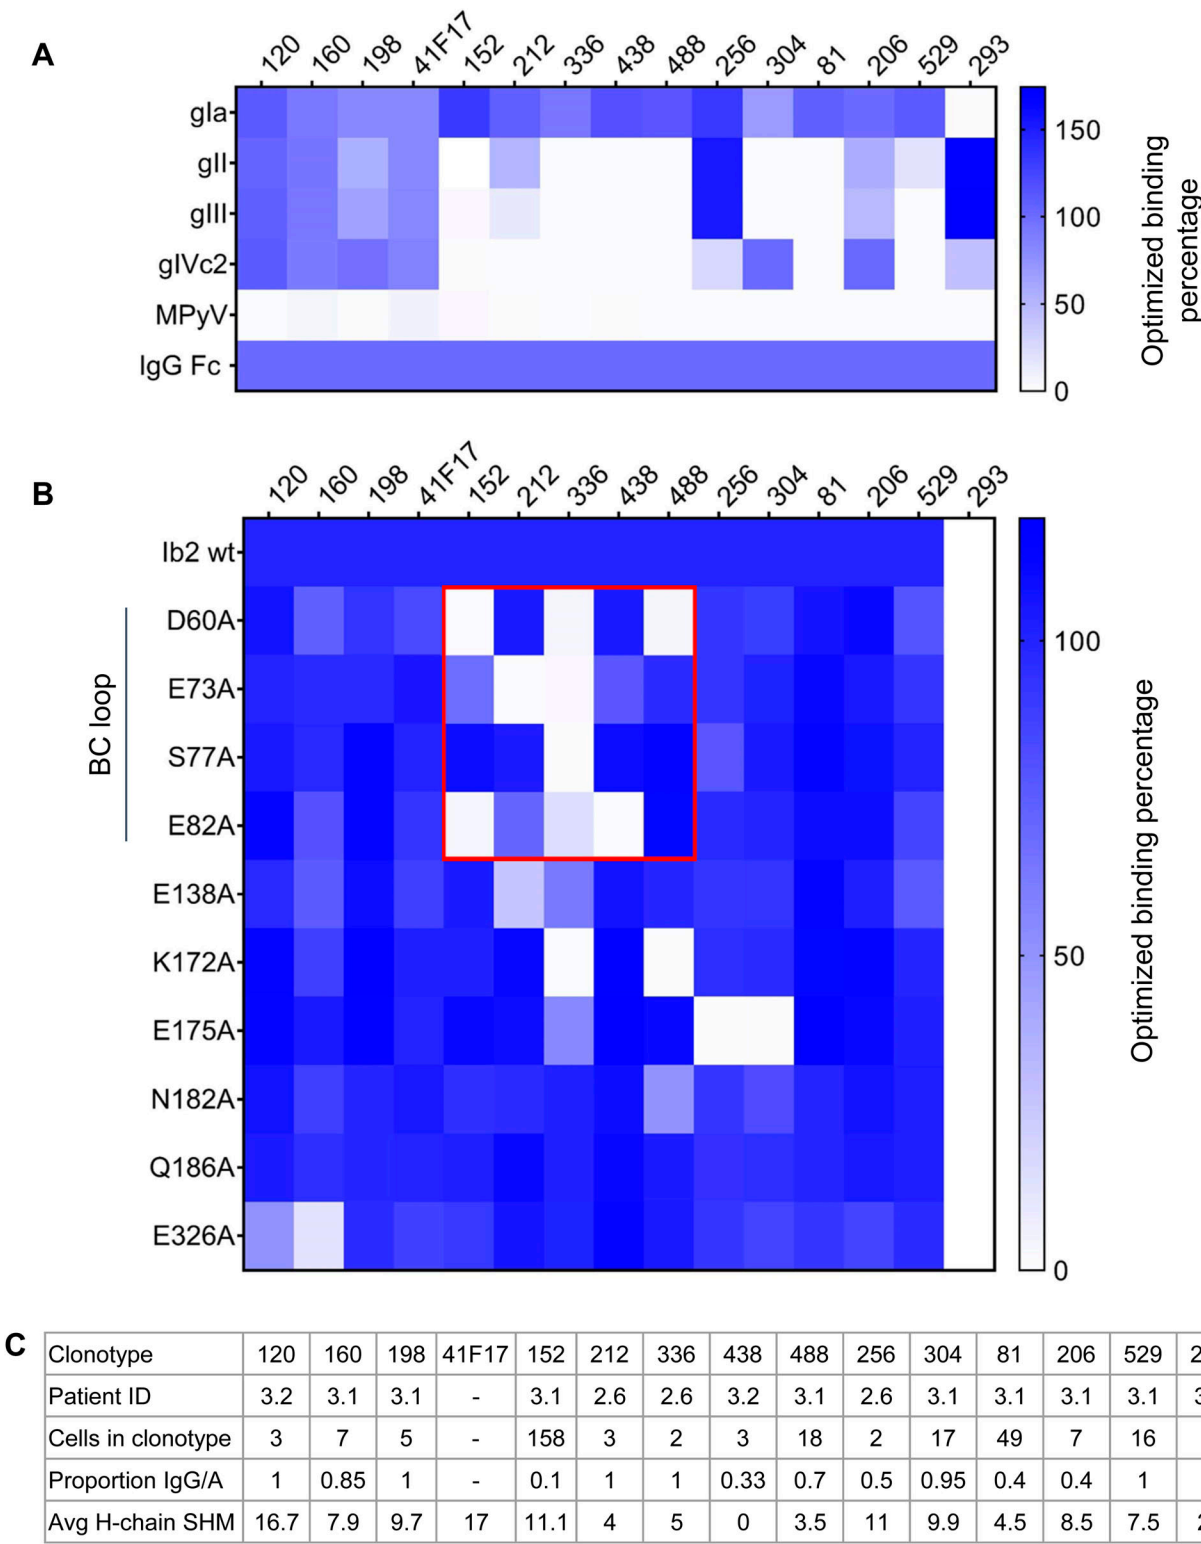 A
120 160 198 41F17 152 212 336 438 488 256 304 81 206 529 293
gIa
gII
gIII
gIVc2
MPyV
IgG Fc
150
100
50
0
Optimized binding
percentage
B
120 160 198 41F17 152 212 336 438 488 256 304 81 206 529 293
Ib2 wt
D60A
E73A
S77A
E82A
E138A
K172A
E175A
N182A
Q186A
E326A
BC loop
100
50
0
Optimized binding percentage
C
Clonotype 120 160 198 41F17 152 212 336 438 488 256 304 81 206 529
Patient ID 3.2 3.1 3.1 - 3.1 2.6 2.6 3.2 3.1 2.6 3.1 3.1 3.1 3.1
Cells in clonotype 3 7 5 - 158 3 2 3 18 2 17 49 7 16
Proportion IgG/A 1 0.85 1 - 0.1 1 1 0.33 0.7 0.5 0.95 0.4 0.4 1
Avg H-chain SHM 16.7 7.9 9.7 17 11.1 4 5 0 3.5 11 9.9 4.5 8.5 7.5